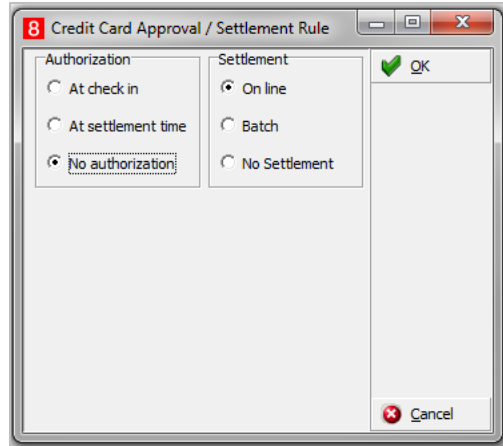 8 Credit Card Approval / Settlement Rule
Authorization
At check in
At settlement time
No authorization
Settlement
On line
Batch
No Settlement
OK
Cancel